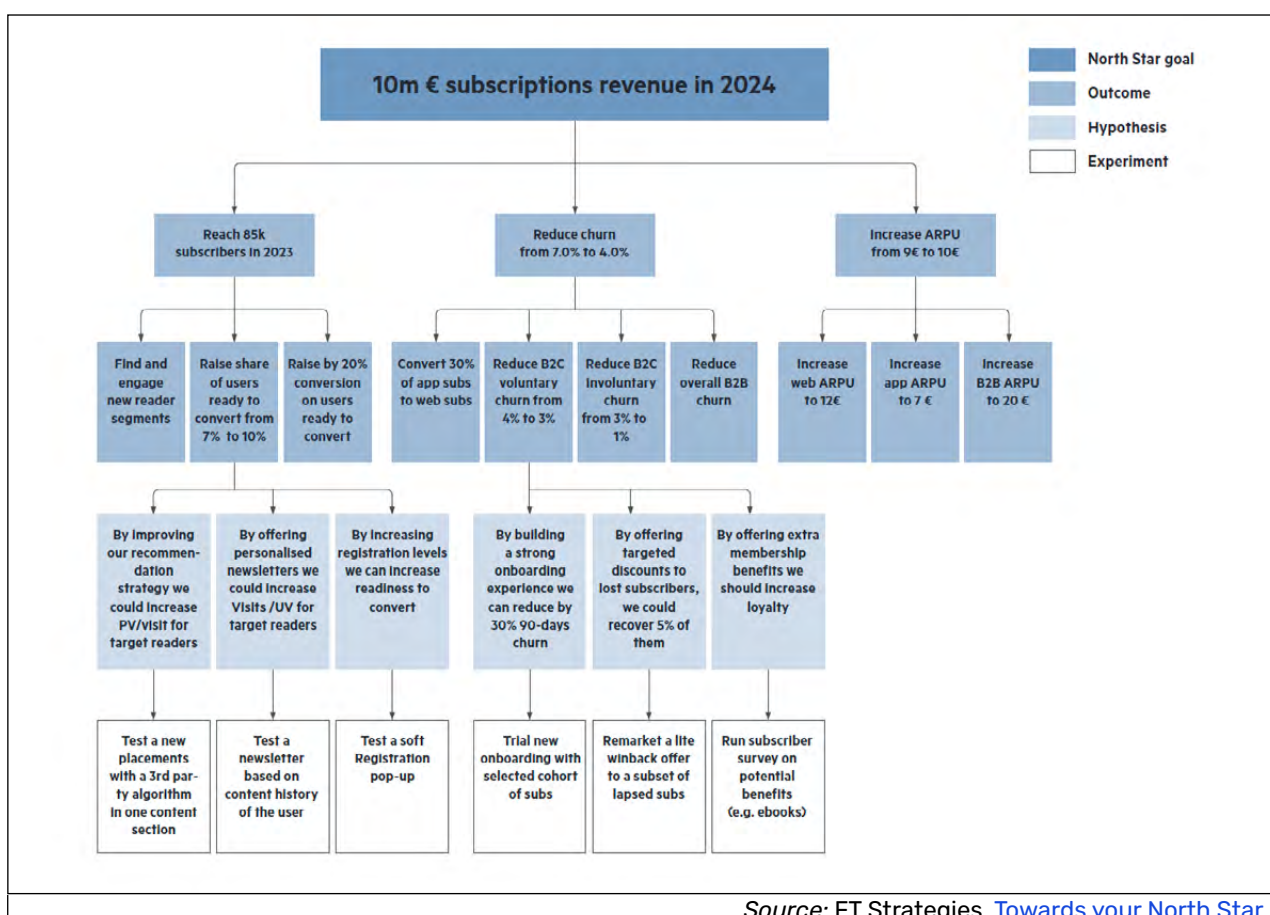 10m € subscriptions revenue in 2024
North Star goal
Outcome
Hypothesis
Experiment
Reach 85k
subscribers in 2023
Reduce churn
from 7.0% to 4.0%
Increase ARPU
from 9€ to 10€
Find and
engage
new reader
segments
Raise share
of users
ready to
convert from
7% to 10%
Raise by 20%
conversion
on users
ready to
convert
Convert 30%
of app subs
to web subs
Reduce B2C
voluntary
churn from
4% to 3%
Reduce B2C
involuntary
churn
from 3% to
1%
Reduce
overall B2B
churn
Increase
web ARPU
to 12€
Increase
app ARPU
to 7 €
Increase
B2B ARPU
to 20 €
By improving
our recommen-
dation
strategy we
could increase
PV/visit for
target readers
By offering
personalised
newsletters we
could increase
Visits /UV for
target readers
By increasing
registration levels
we can increase
readiness to
convert
By building
a strong
onboarding
experience we
can reduce by
30% 90-days
churn
By offering
targeted
discounts to
lost subscribers,
we could
recover 5% of
them
By offering extra
membership
benefits we
should increase
loyalty
Test a new
placements
with a 3rd par-
ty algorithm
in one content
section
Test a
newsletter
based on
content history
of the user
Test a soft
Registration
pop-up
Trial new
onboarding with
selected cohort
of subs
Remarket a lite
winback offer
to a subset of
lapsed subs
Run subscriber
survey on
potential
benefits
(e.g. ebooks)
Source: FT Strategies, Towards your North Star